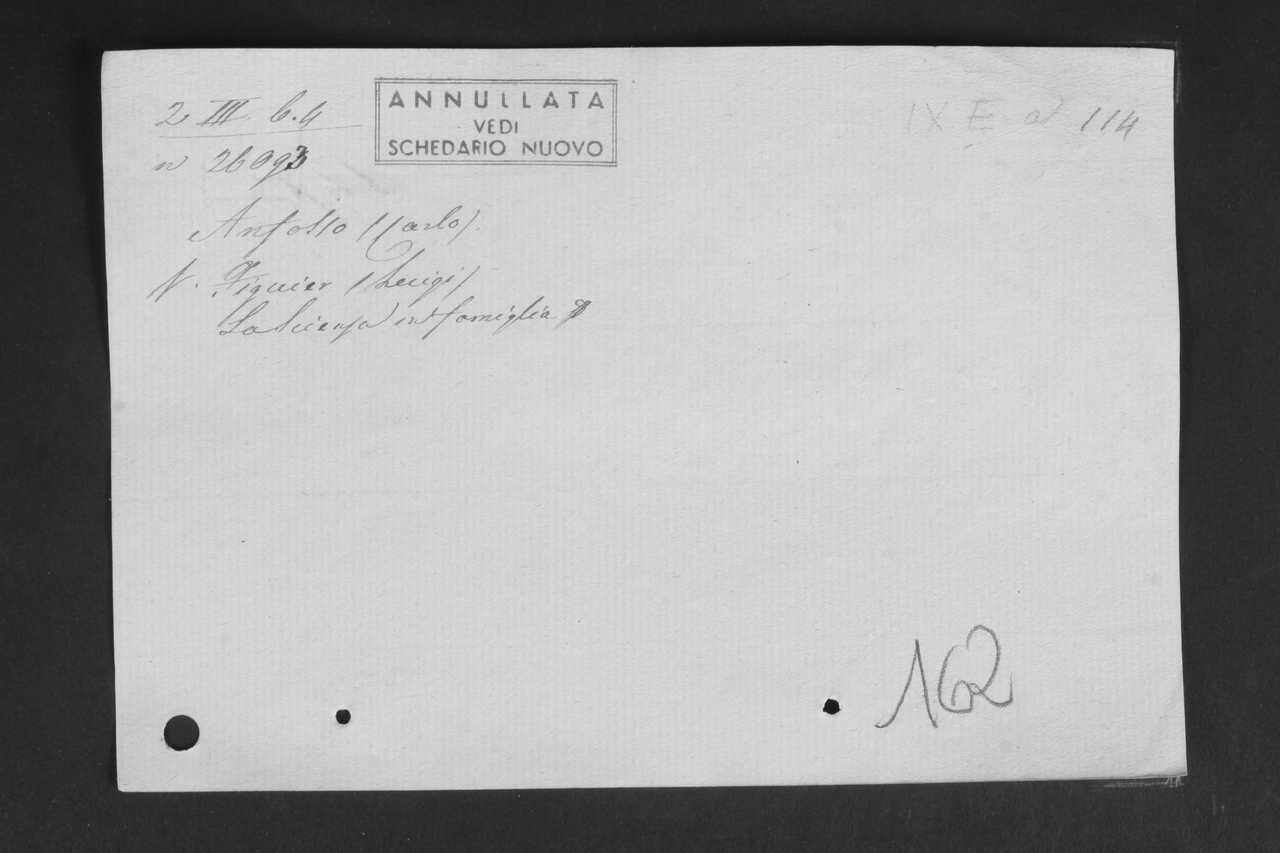 2 III b.4
ANNULLATA
VEDI
SCHEDARIO NUOVO
IX E a 114
n 26093
Anfosso (Carlo).
V. Figuier (Luigi)
La Scienza in famiglia
162